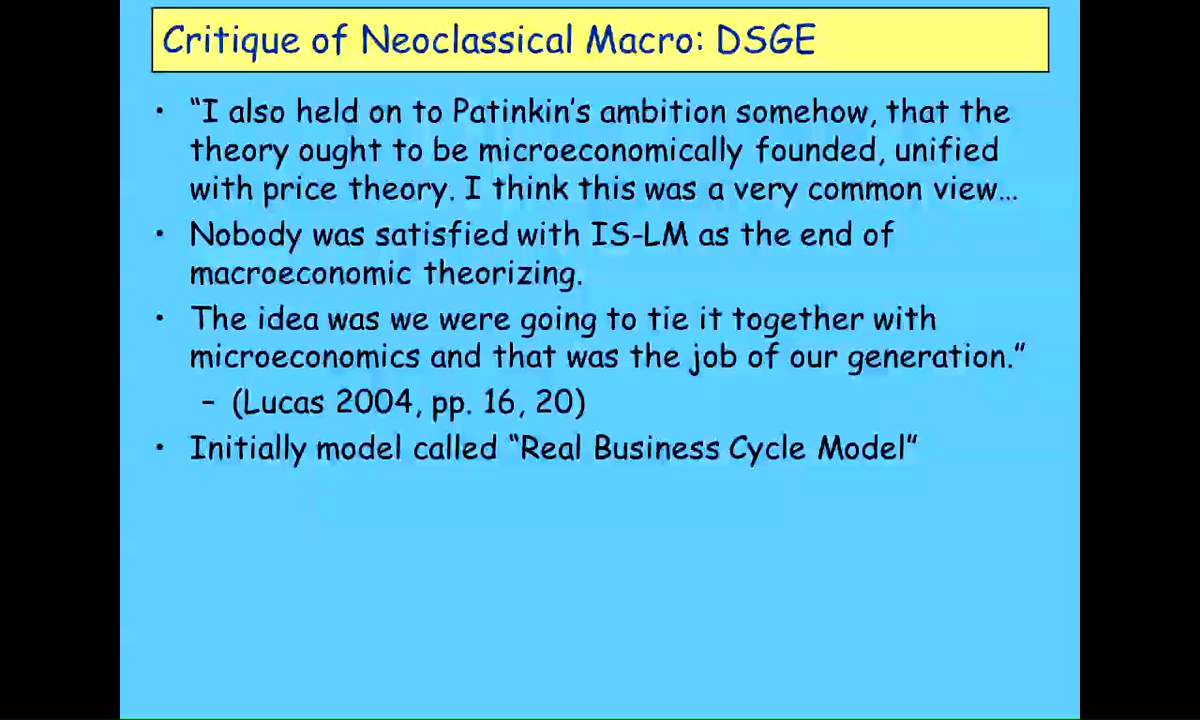 Critique of Neoclassical Macro: DSGE
• “I also held on to Patinkin’s ambition somehow, that the
theory ought to be microeconomically founded, unified
with price theory. I think this was a very common view…
• Nobody was satisfied with IS-LM as the end of
macroeconomic theorizing.
• The idea was we were going to tie it together with
microeconomics and that was the job of our generation.”
– (Lucas 2004, pp. 16, 20)
• Initially model called “Real Business Cycle Model”